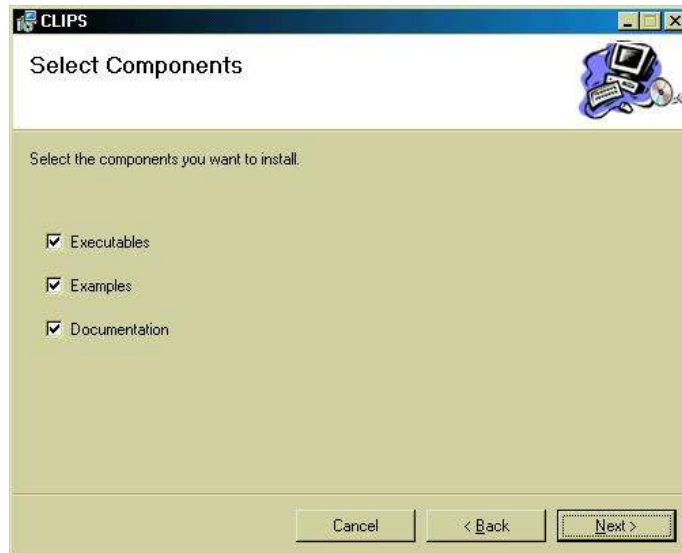 CLIPS
Select Components
Select the components you want to install.
Executables
Examples
Documentation
Cancel
< Back
Next >